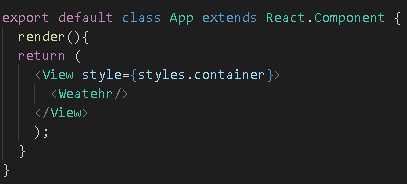 export default class App extends React.Component {
render(){
return (
<View style={styles.container}>
<Weatehr/>
</View>
);
}
}